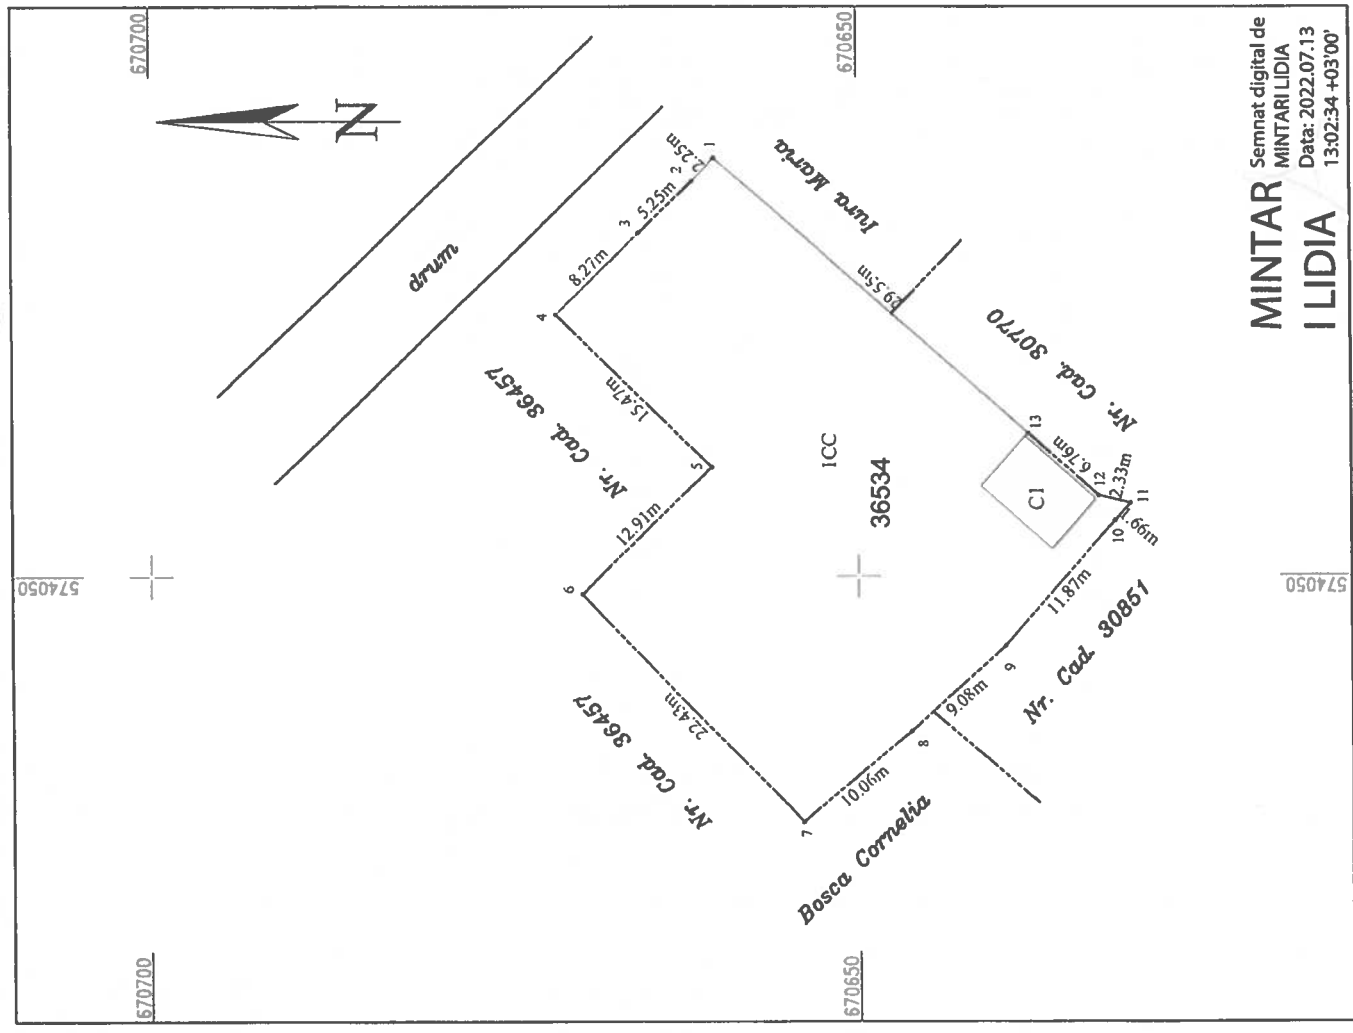 670700
670650
N
drum
1
2.25m
2
5.25m
3
8.27m
4
15.47m
Nr. Cad. 36457
5
12.91m
6
22.43m
Nr. Cad. 36457
7
10.06m
8
Bosca Cornelia
9.08m
9
Nr. Cad. 30851
11.87m
10
1.69m
11
2.33m
12
6.76m
13
Nr. Cad. 30770
29.55m
Iura Maria
1CC
36534
C1
574050
574050
670700
670650
MINTAR
I LIDIA
Semnat digital de
MINTARI LIDIA
Data: 2022.07.13
13:02:34 +03'00'